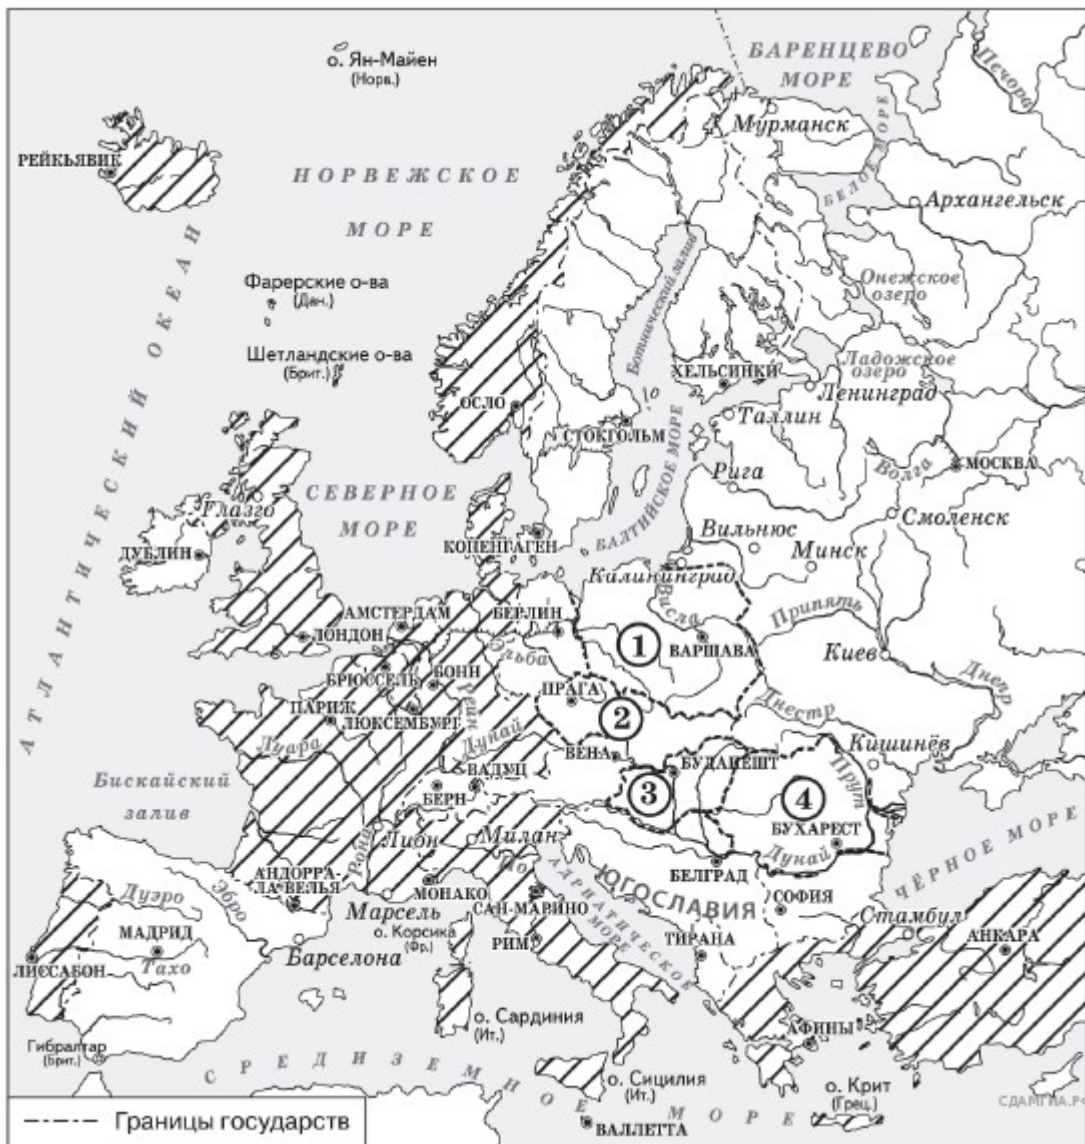 о. Ян-Майен
(Норв.)
БАРЕНЦЕВО
МОРЕ
Печора
Мурманск
РЕЙКЬЯВИК
НОРВЕЖСКОЕ
МОРЕ
БЕЛОЕ МОРЕ
Архангельск
АТЛАНТИЧЕСКИЙ ОКЕАН
Фарерские о-ва
(Дан.)
Ботнический залив
Онежское
озеро
Шетландские о-ва
(Брит.)
ХЕЛЬСИНКИ
Ладожское
озеро
Ленинград
ОСЛО
СТОКГОЛЬМ
Таллин
БАЛТИЙСКОЕ МОРЕ
Рига
Волга
МОСКВА
СЕВЕРНОЕ
МОРЕ
Глазго
Смоленск
ДУБЛИН
КОПЕНГАГЕН
Вильнюс
Минск
Калининград
АМСТЕРДАМ
БЕРЛИН
Висла
Припять
ЛОНДОН
Эльба
1
ВАРШАВА
Киев
БРЮССЕЛЬ
БОНН
Днепр
ПАРИЖ
ЛЮКСЕМБУРГ
Рейн
ПРАГА
2
Днестр
Луара
Дунай
ВЕНА
БУДАПЕШТ
Кишинёв
Бискайский
залив
ВАДУЦ
БЕРН
3
4
Прут
Лион
Милан
БУХАРЕСТ
Рона
По
Дунай
ЧЁРНОЕ МОРЕ
АНДОРРА-
ЛА-ВЕЛЬЯ
МОНАКО
САН-МАРИНО
АДРИАТИЧЕСКОЕ
МОРЕ
БЕЛГРАД
ЮГОСЛАВИЯ
СОФИЯ
Дуэро
Эбро
Марсель
о. Корсика
(Фр.)
РИМ
ТИРАНА
Стамбул
АНКАРА
МАДРИД
Тахо
Барселона
ЛИССАБОН
о. Сардиния
(Ит.)
АФИНЫ
Гибралтар
(Брит.)
СРЕДИЗЕМНОЕ МОРЕ
о. Сицилия
(Ит.)
о. Крит
(Грец.)
СДАМГИА.РФ
Границы государств
ВАЛЛЕТТА